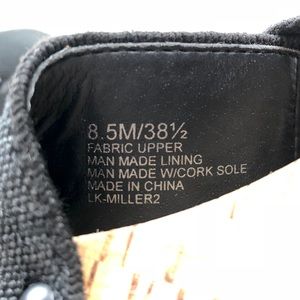 8.5M/38½
FABRIC UPPER
MAN MADE LINING
MAN MADE W/CORK SOLE
MADE IN CHINA
LK-MILLER2